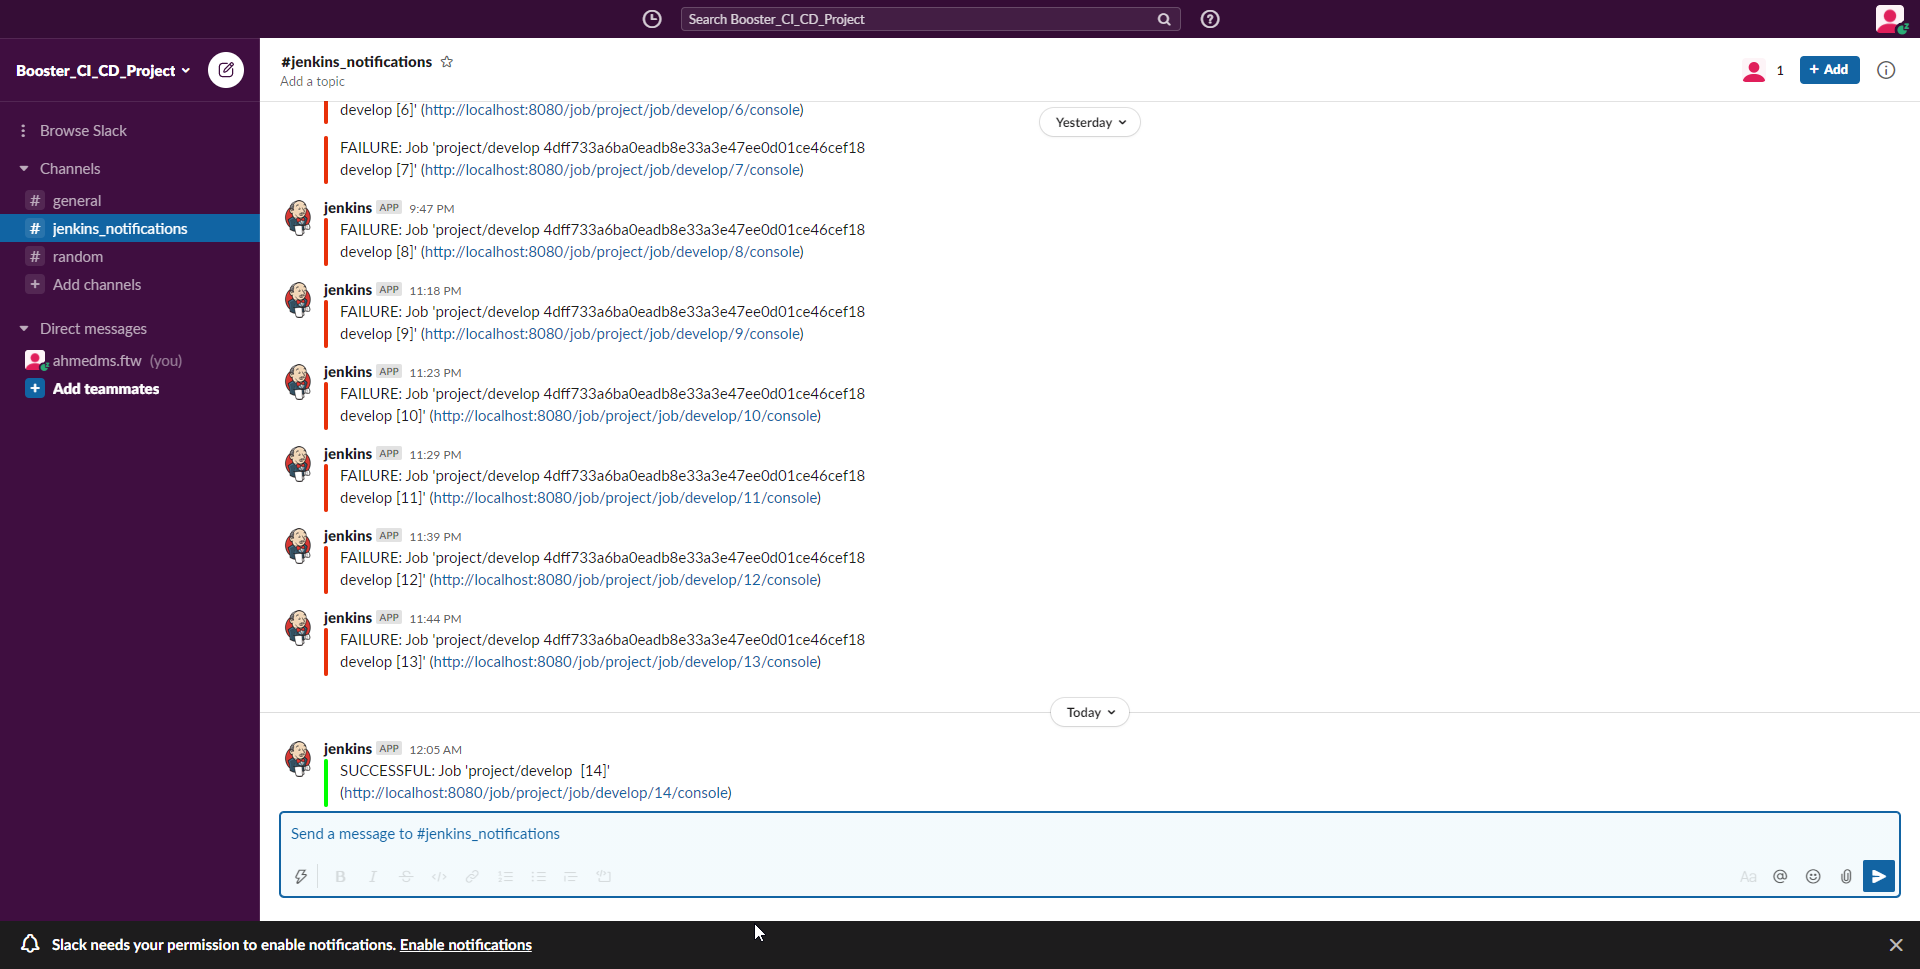 Search Booster_CI_CD_Project
Booster_CI_CD_Project
#jenkins_notifications
Add a topic
1
+ Add
Browse Slack
Channels
# general
# jenkins_notifications
# random
+ Add channels
Direct messages
ahmedms.ftw (you)
+ Add teammates
Yesterday
develop [6]' (http://localhost:8080/job/project/job/develop/6/console)
FAILURE: Job 'project/develop 4dff733a6ba0eadb8e33a3e47ee0d01ce46cef18
develop [7]' (http://localhost:8080/job/project/job/develop/7/console)
jenkins APP 9:47 PM
FAILURE: Job 'project/develop 4dff733a6ba0eadb8e33a3e47ee0d01ce46cef18
develop [8]' (http://localhost:8080/job/project/job/develop/8/console)
jenkins APP 11:18 PM
FAILURE: Job 'project/develop 4dff733a6ba0eadb8e33a3e47ee0d01ce46cef18
develop [9]' (http://localhost:8080/job/project/job/develop/9/console)
jenkins APP 11:23 PM
FAILURE: Job 'project/develop 4dff733a6ba0eadb8e33a3e47ee0d01ce46cef18
develop [10]' (http://localhost:8080/job/project/job/develop/10/console)
jenkins APP 11:29 PM
FAILURE: Job 'project/develop 4dff733a6ba0eadb8e33a3e47ee0d01ce46cef18
develop [11]' (http://localhost:8080/job/project/job/develop/11/console)
jenkins APP 11:39 PM
FAILURE: Job 'project/develop 4dff733a6ba0eadb8e33a3e47ee0d01ce46cef18
develop [12]' (http://localhost:8080/job/project/job/develop/12/console)
jenkins APP 11:44 PM
FAILURE: Job 'project/develop 4dff733a6ba0eadb8e33a3e47ee0d01ce46cef18
develop [13]' (http://localhost:8080/job/project/job/develop/13/console)
Today
jenkins APP 12:05 AM
SUCCESSFUL: Job 'project/develop  [14]'
(http://localhost:8080/job/project/job/develop/14/console)
Send a message to #jenkins_notifications
B I S </> Aa @
Slack needs your permission to enable notifications. Enable notifications